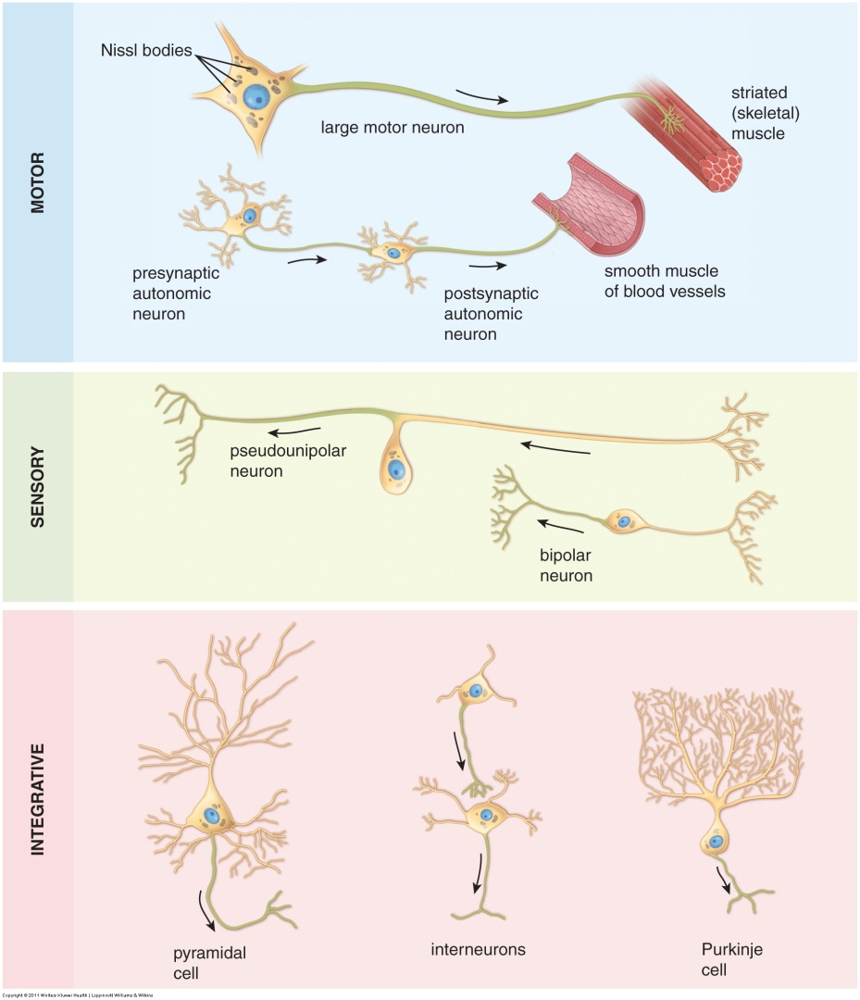 MOTOR
Nissl bodies
large motor neuron
striated
(skeletal)
muscle
presynaptic
autonomic
neuron
postsynaptic
autonomic
neuron
smooth muscle
of blood vessels
SENSORY
pseudounipolar
neuron
bipolar
neuron
INTEGRATIVE
pyramidal
cell
interneurons
Purkinje
cell
Copyright © 2011 Wolters Kluwer Health | Lippincott Williams & Wilkins